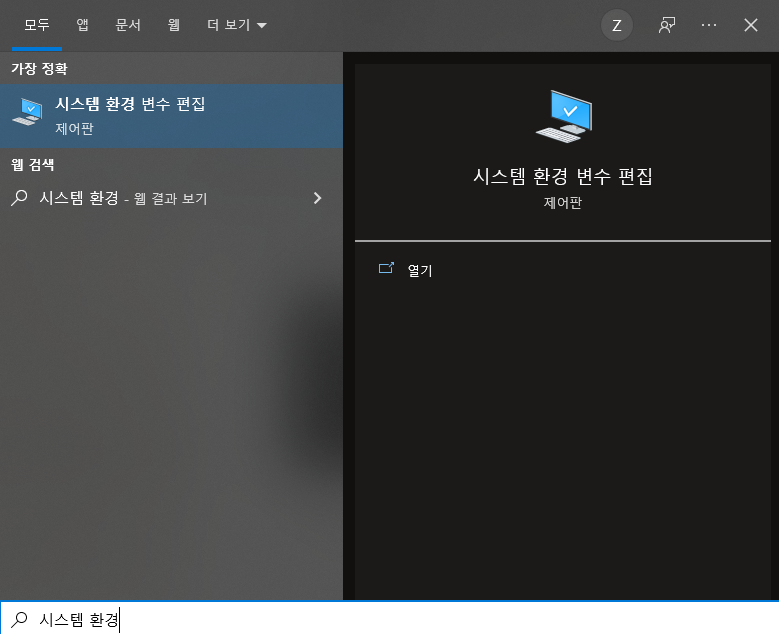 모두 앱 문서 웹 더 보기 Z
가장 정확
시스템 환경 변수 편집
제어판
웹 검색
시스템 환경 - 웹 결과 보기
시스템 환경 변수 편집
제어판
열기
시스템 환경